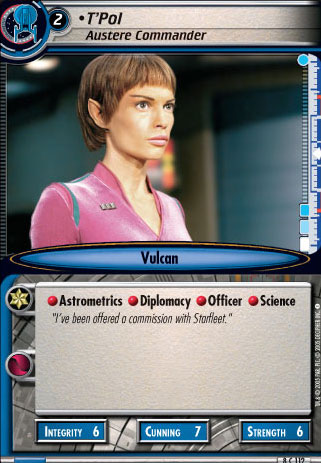 2
•T'Pol
Austere Commander
Vulcan
Astrometrics Diplomacy Officer Science
"I've been offered a commission with Starfleet."
INTEGRITY 6 CUNNING 7 STRENGTH 6